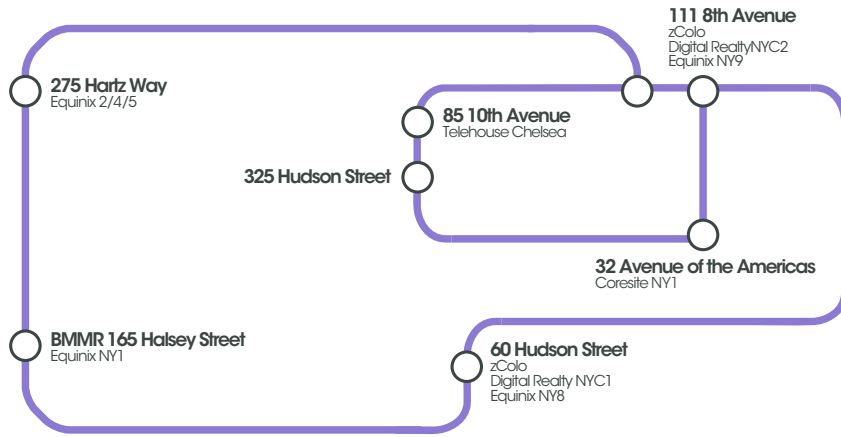 111 8th Avenue
zColo
Digital RealtyNYC2
Equinix NY9
275 Hartz Way
Equinix 2/4/5
85 10th Avenue
Telehouse Chelsea
325 Hudson Street
32 Avenue of the Americas
Coresite NY1
BMMR 165 Halsey Street
Equinix NY1
60 Hudson Street
zColo
Digital Realty NYC1
Equinix NY8